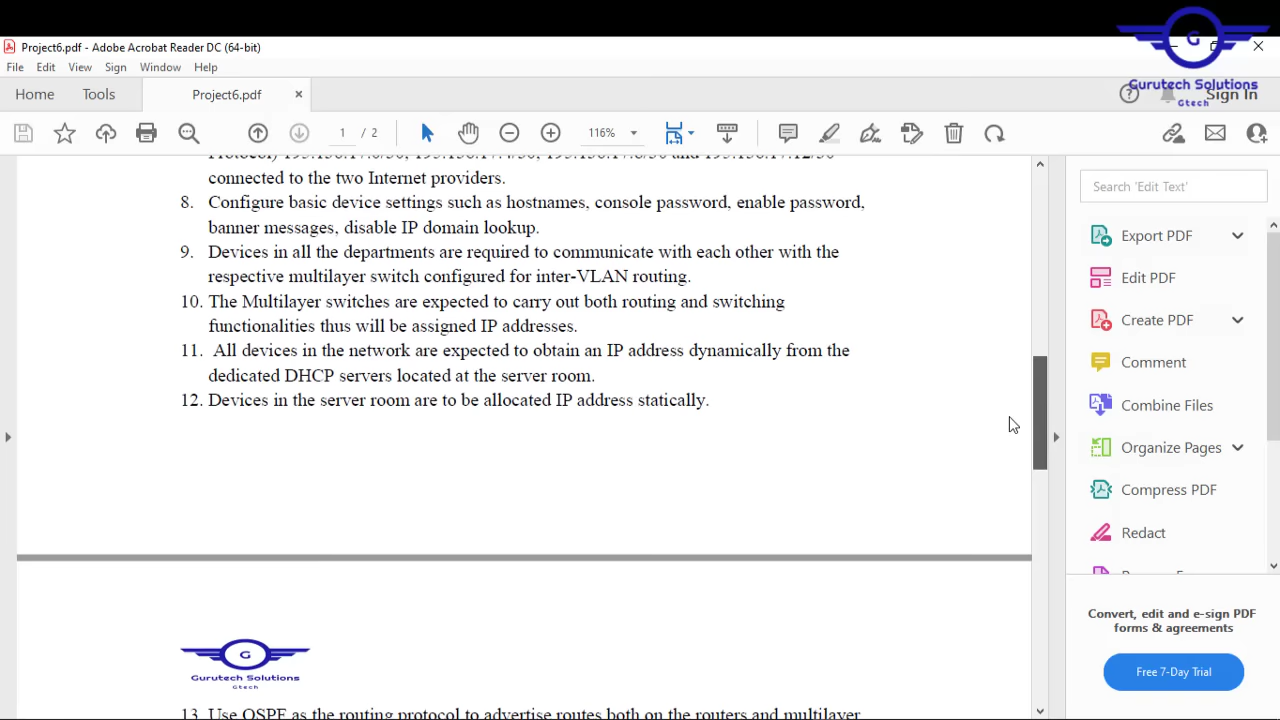 Project6.pdf - Adobe Acrobat Reader DC (64-bit)
G
Gurutech Solutions
Gtech
File Edit View Sign Window Help
Home Tools Project6.pdf × Sign In
1 / 2 116%
connected to the two Internet providers.
8. Configure basic device settings such as hostnames, console password, enable password,
banner messages, disable IP domain lookup.
9. Devices in all the departments are required to communicate with each other with the
respective multilayer switch configured for inter-VLAN routing.
10. The Multilayer switches are expected to carry out both routing and switching
functionalities thus will be assigned IP addresses.
11. All devices in the network are expected to obtain an IP address dynamically from the
dedicated DHCP servers located at the server room.
12. Devices in the server room are to be allocated IP address statically.
G
Gurutech Solutions
Gtech
13. Use OSPF as the routing protocol to advertise routes both on the routers and multilayer
Search 'Edit Text'
Export PDF
Edit PDF
Create PDF
Comment
Combine Files
Organize Pages
Compress PDF
Redact
Convert, edit and e-sign PDF
forms & agreements
Free 7-Day Trial